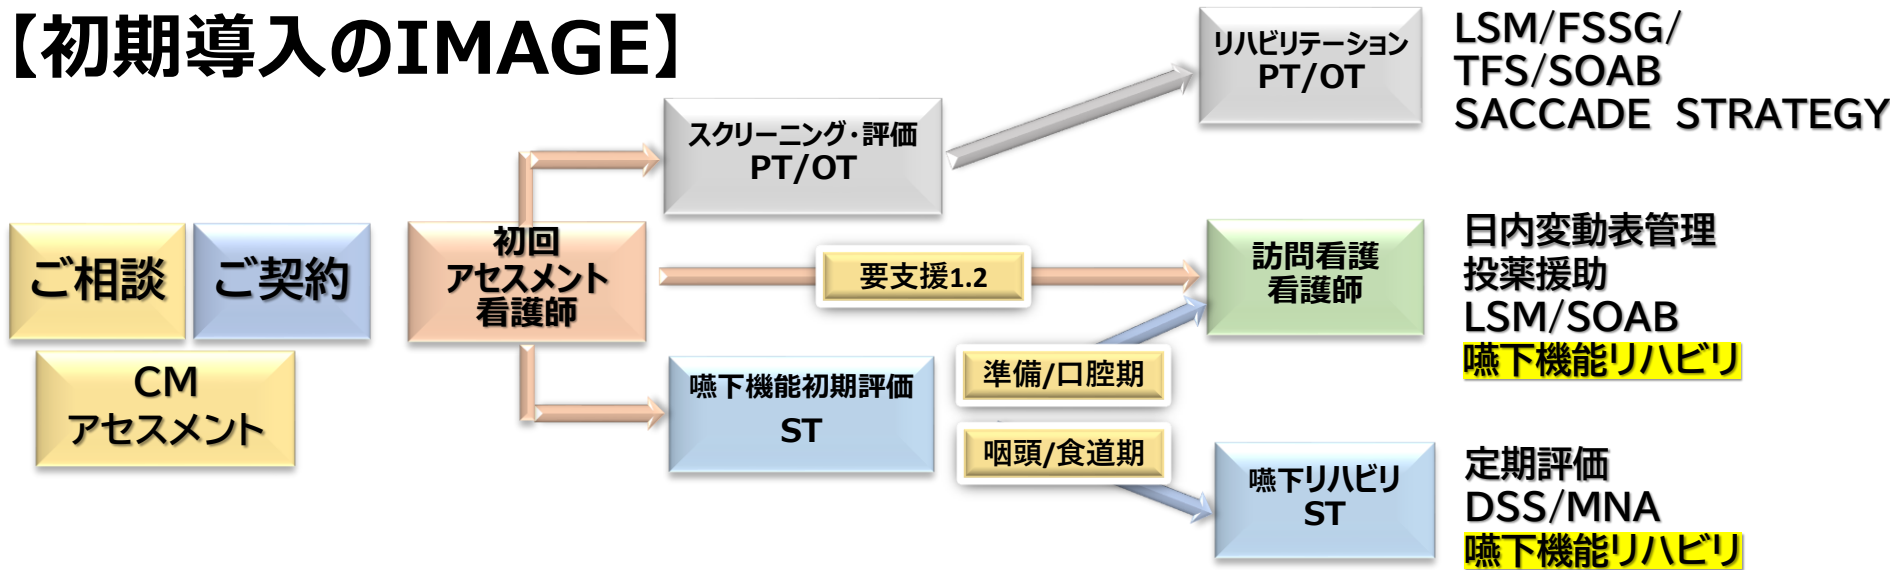 【初期導入のIMAGE】
ご相談
ご契約
CM
アセスメント
初回
アセスメント
看護師
スクリーニング・評価
PT/OT
リハビリテーション
PT/OT
LSM/FSSG/
TFS/SOAB
SACCADE STRATEGY
要支援1.2
訪問看護
看護師
日内変動表管理
投薬援助
LSM/SOAB
嚥下機能リハビリ
嚥下機能初期評価
ST
準備/口腔期
咽頭/食道期
嚥下リハビリ
ST
定期評価
DSS/MNA
嚥下機能リハビリ